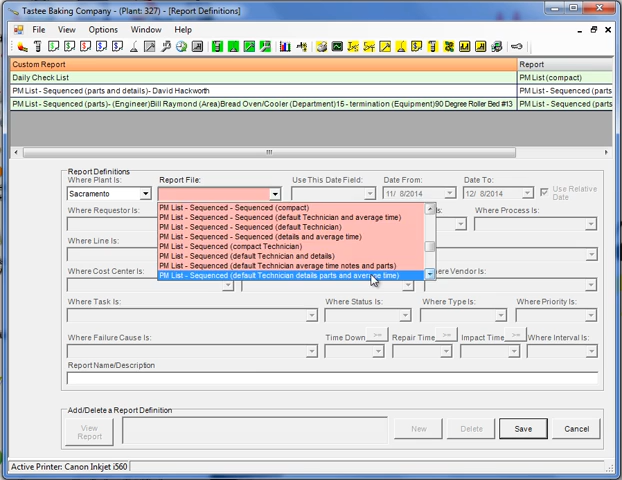 Tastee Baking Company - (Plant: 327) - [Report Definitions]
File View Options Window Help
Custom Report Report
Daily Check List PM List (compact)
PM List - Sequenced (parts and details)- David Hackworth PM List - Sequenced (parts
PM List - Sequenced (parts)- (Engineer)Bill Raymond (Area)Bread Oven/Cooler (Department)15 - termination (Equipment)90 Degree Roller Bed #13 PM List - Sequenced (parts
Report Definitions
Where Plant Is: Report File: Use This Date Field: Date From: Date To:
Sacramento 11/ 8/2014 12/ 8/2014 Use Relative
Date
PM List - Sequenced - Sequenced (compact)
Where Requestor Is: Where Process Is:
PM List - Sequenced - Sequenced (default Technician and average time)
PM List - Sequenced (default Technician)
PM List - Sequenced (details and average time)
Where Line Is:
PM List - Sequenced (compact Technician)
PM List - Sequenced (default Technician and details)
PM List - Sequenced (default Technician average time notes and parts)
Where Cost Center Is: Where Vendor Is:
PM List - Sequenced (default Technician details parts and average time)
Where Task Is: Where Status Is: Where Type Is: Where Priority Is:
Where Failure Cause Is: Time Down >= Repair Time >= Impact Time >= Where Interval Is:
Report Name/Description
Add/Delete a Report Definition
View
Report New Delete Save Cancel
Active Printer: Canon Inkjet i560